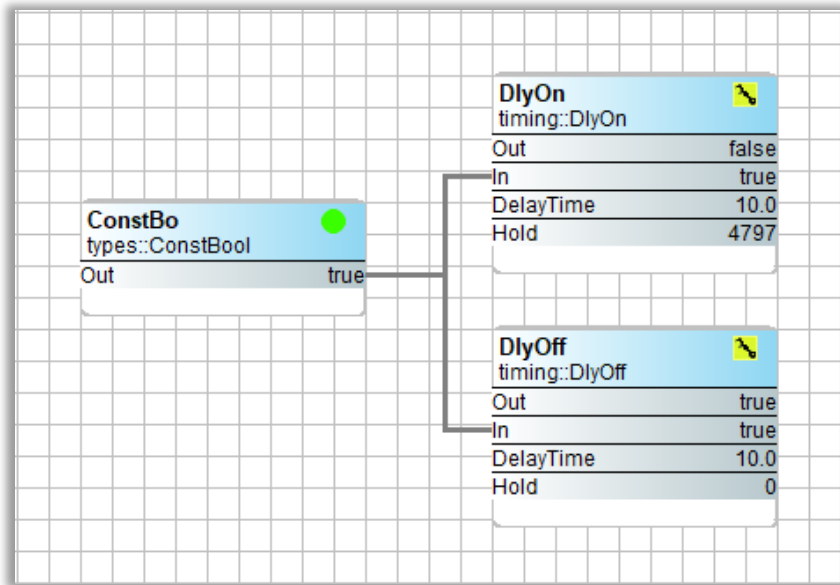 ConstBo
types::ConstBool
Out true
DlyOn
timing::DlyOn
Out false
In true
DelayTime 10.0
Hold 4797
DlyOff
timing::DlyOff
Out true
In true
DelayTime 10.0
Hold 0